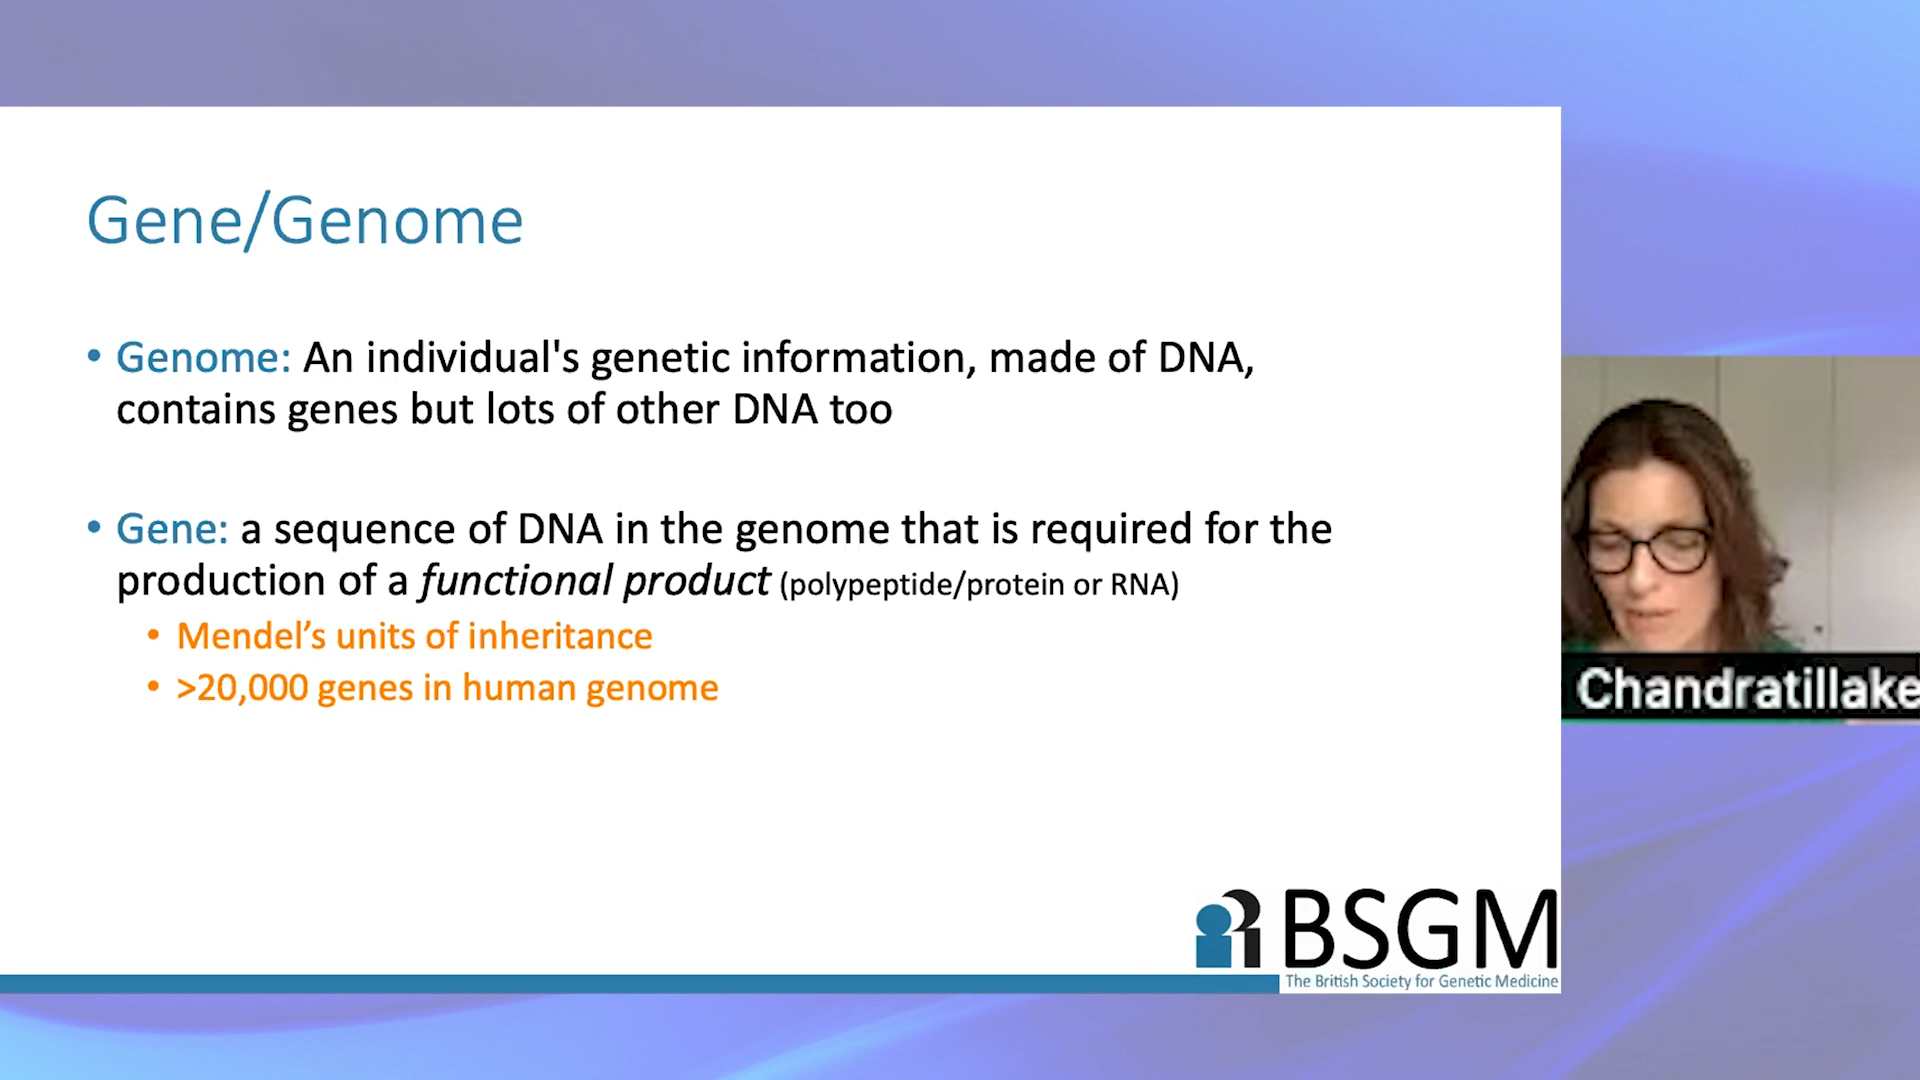 Gene/Genome
• Genome: An individual's genetic information, made of DNA,
contains genes but lots of other DNA too
• Gene: a sequence of DNA in the genome that is required for the
production of a functional product (polypeptide/protein or RNA)
• Mendel’s units of inheritance
• >20,000 genes in human genome
Chandratillake
BSGM
The British Society for Genetic Medicine